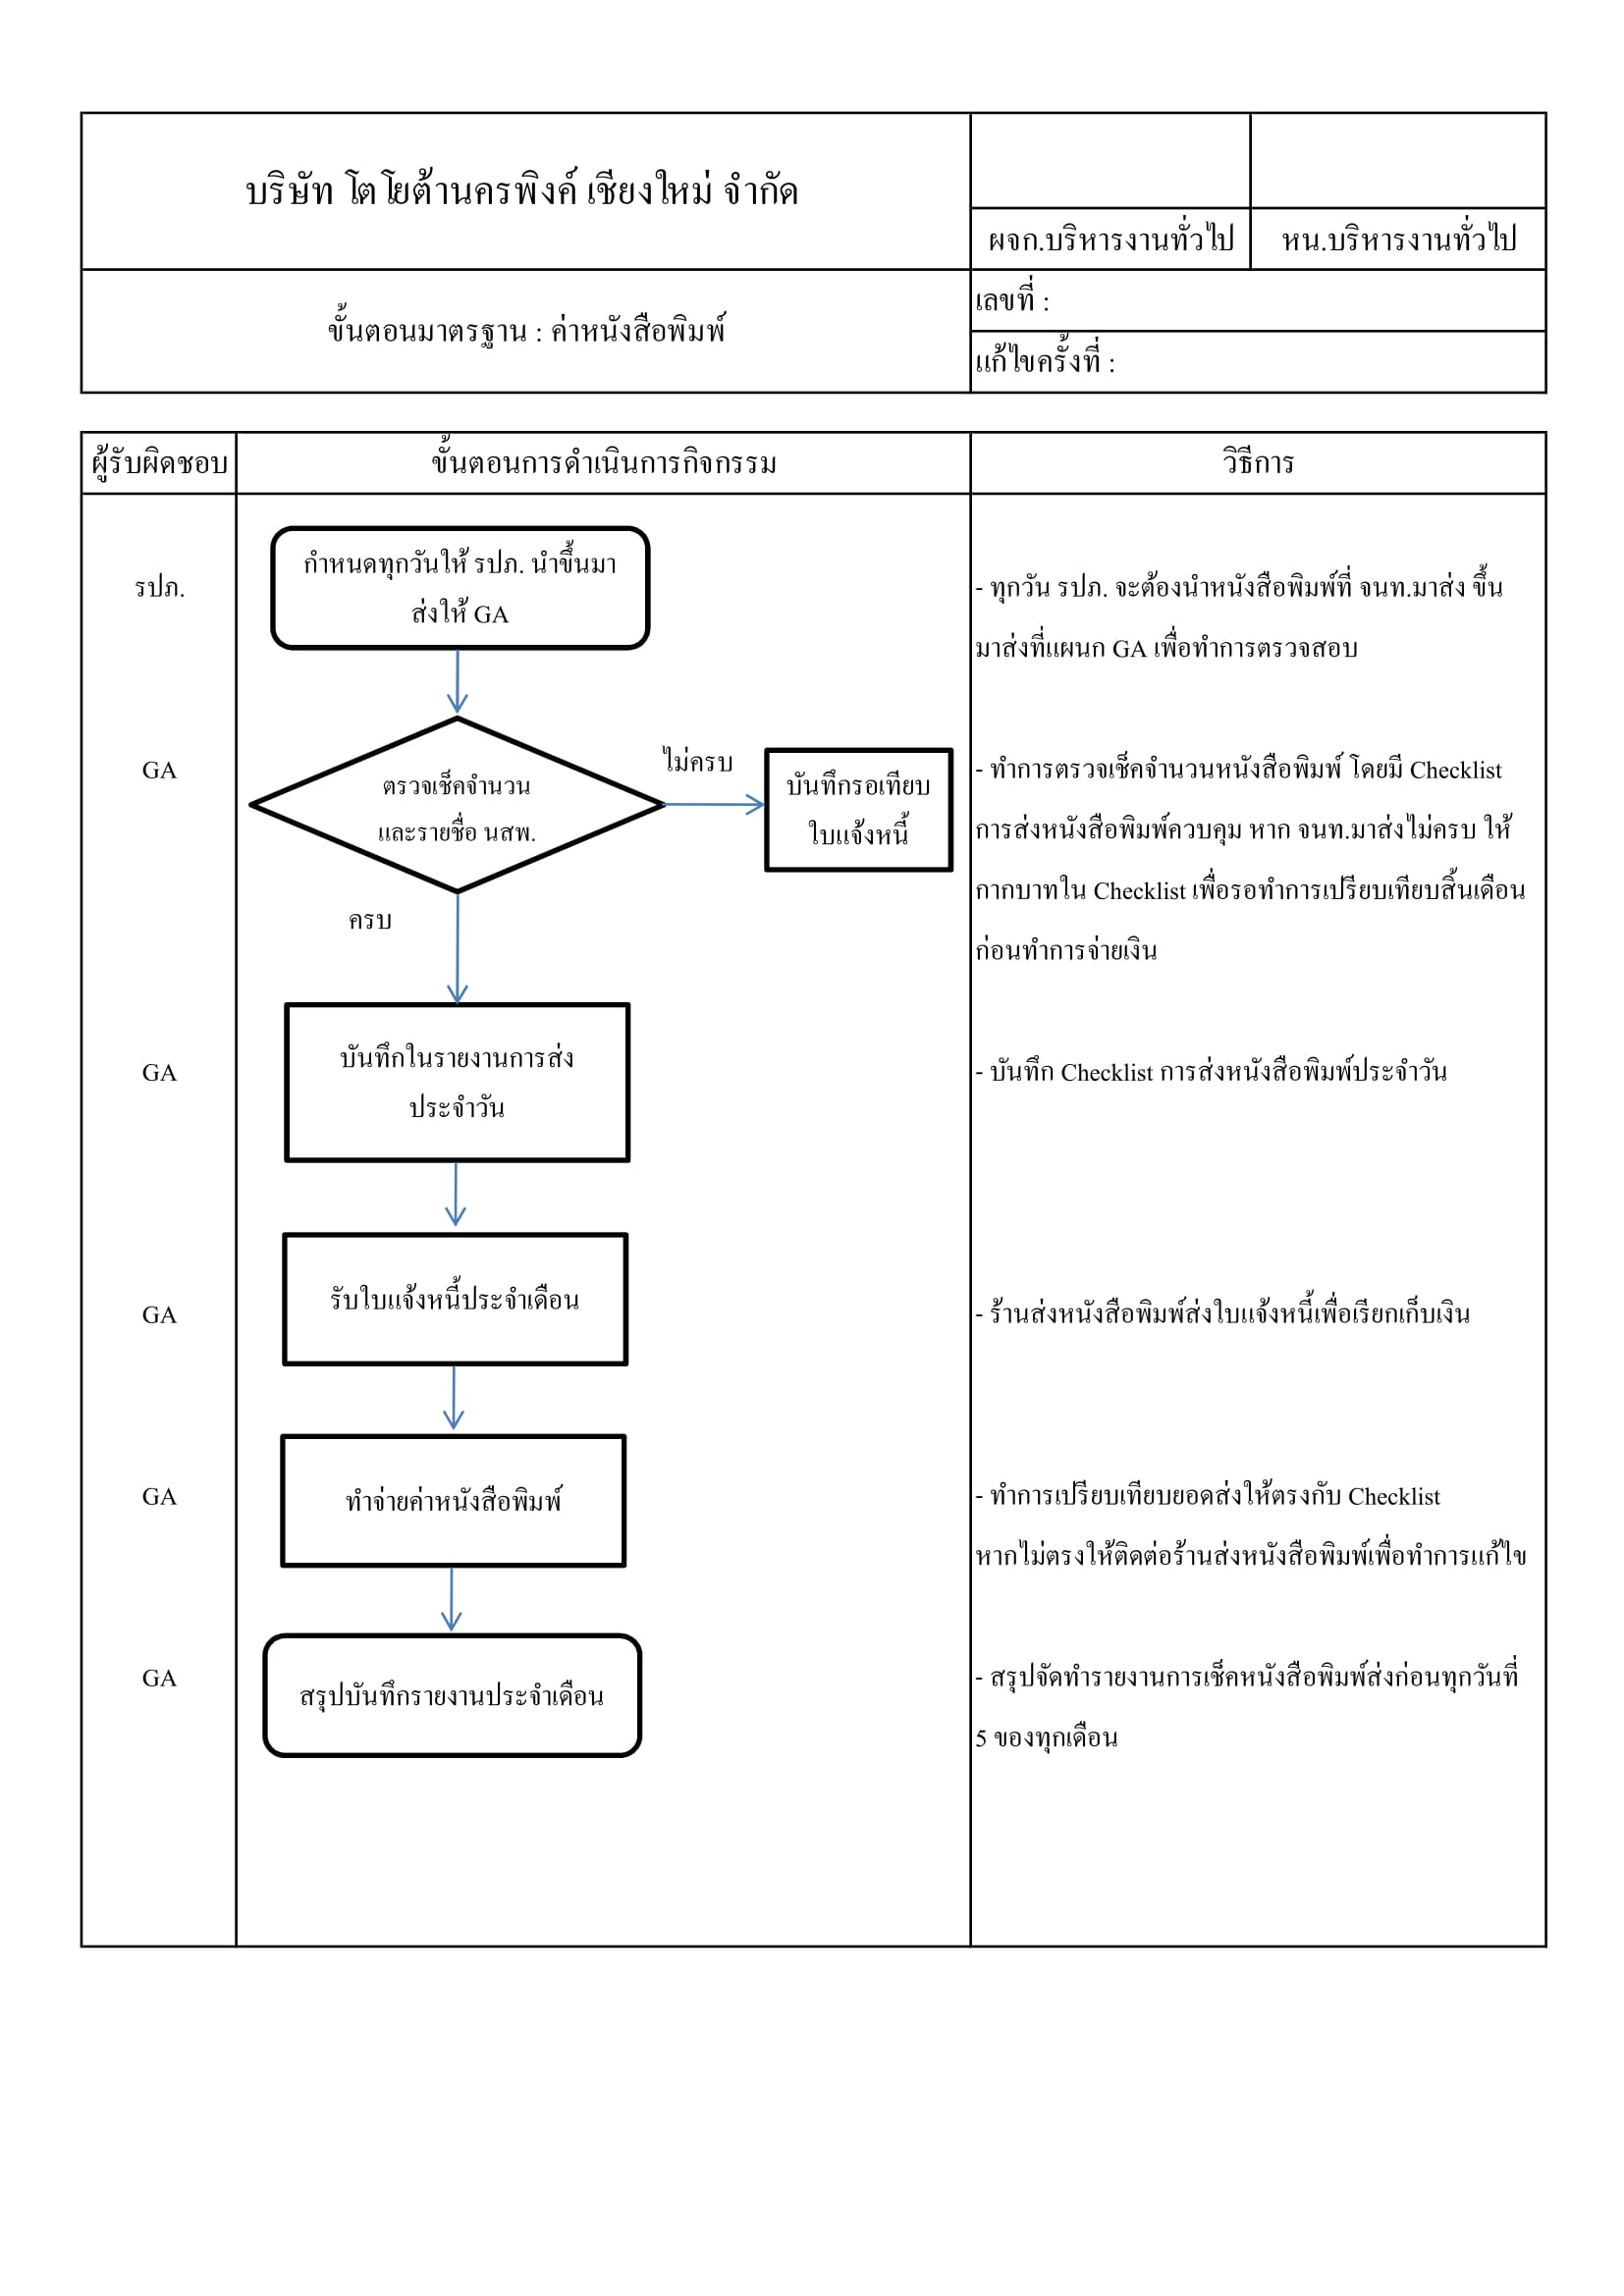 บริษัท โตโยต้านครพิงค์ เชียงใหม่ จำกัด
ผจก.บริหารงานทั่วไป
หน.บริหารงานทั่วไป
ขั้นตอนมาตรฐาน : ค่าหนังสือพิมพ์
เลขที่ :
แก้ไขครั้งที่ :
ผู้รับผิดชอบ
ขั้นตอนการดำเนินการกิจกรรม
วิธีการ
รปภ.
กำหนดทุกวันให้ รปภ. นำขึ้นมา
ส่งให้ GA
- ทุกวัน รปภ. จะต้องนำหนังสือพิมพ์ที่ จนท.มาส่ง ขึ้น
มาส่งที่แผนก GA เพื่อทำการตรวจสอบ
GA
ตรวจเช็คจำนวน
และรายชื่อ นสพ.
ไม่ครบ
บันทึกรอเทียบ
ใบแจ้งหนี้
ครบ
- ทำการตรวจเช็คจำนวนหนังสือพิมพ์ โดยมี Checklist
การส่งหนังสือพิมพ์ควบคุม หาก จนท.มาส่งไม่ครบ ให้
กากบาทใน Checklist เพื่อรอทำการเปรียบเทียบสิ้นเดือน
ก่อนทำการจ่ายเงิน
GA
บันทึกในรายงานการส่ง
ประจำวัน
- บันทึก Checklist การส่งหนังสือพิมพ์ประจำวัน
GA
รับใบแจ้งหนี้ประจำเดือน
- ร้านส่งหนังสือพิมพ์ส่งใบแจ้งหนี้เพื่อเรียกเก็บเงิน
GA
ทำจ่ายค่าหนังสือพิมพ์
- ทำการเปรียบเทียบยอดส่งให้ตรงกับ Checklist
หากไม่ตรงให้ติดต่อร้านส่งหนังสือพิมพ์เพื่อทำการแก้ไข
GA
สรุปบันทึกรายงานประจำเดือน
- สรุปจัดทำรายงานการเช็คหนังสือพิมพ์ส่งก่อนทุกวันที่
5 ของทุกเดือน